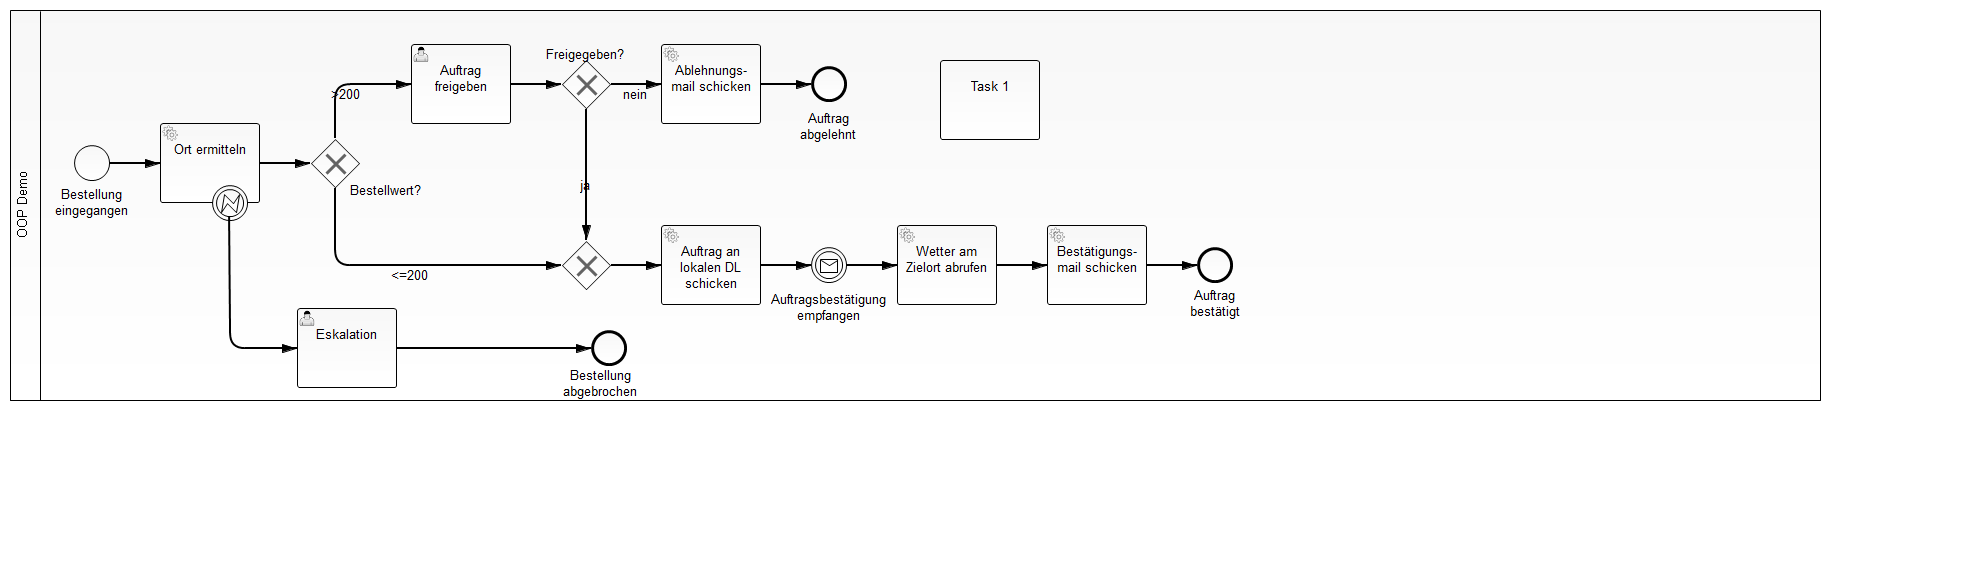 OOP Demo
Bestellung
eingegangen
Ort ermitteln
Bestellwert?
>200
<=200
Auftrag
freigeben
Freigegeben?
nein
ja
Ablehnungs-
mail schicken
Auftrag
abgelehnt
Task 1
Auftrag an
lokalen DL
schicken
Auftragsbestätigung
empfangen
Wetter am
Zielort abrufen
Bestätigungs-
mail schicken
Auftrag
bestätigt
Eskalation
Bestellung
abgebrochen